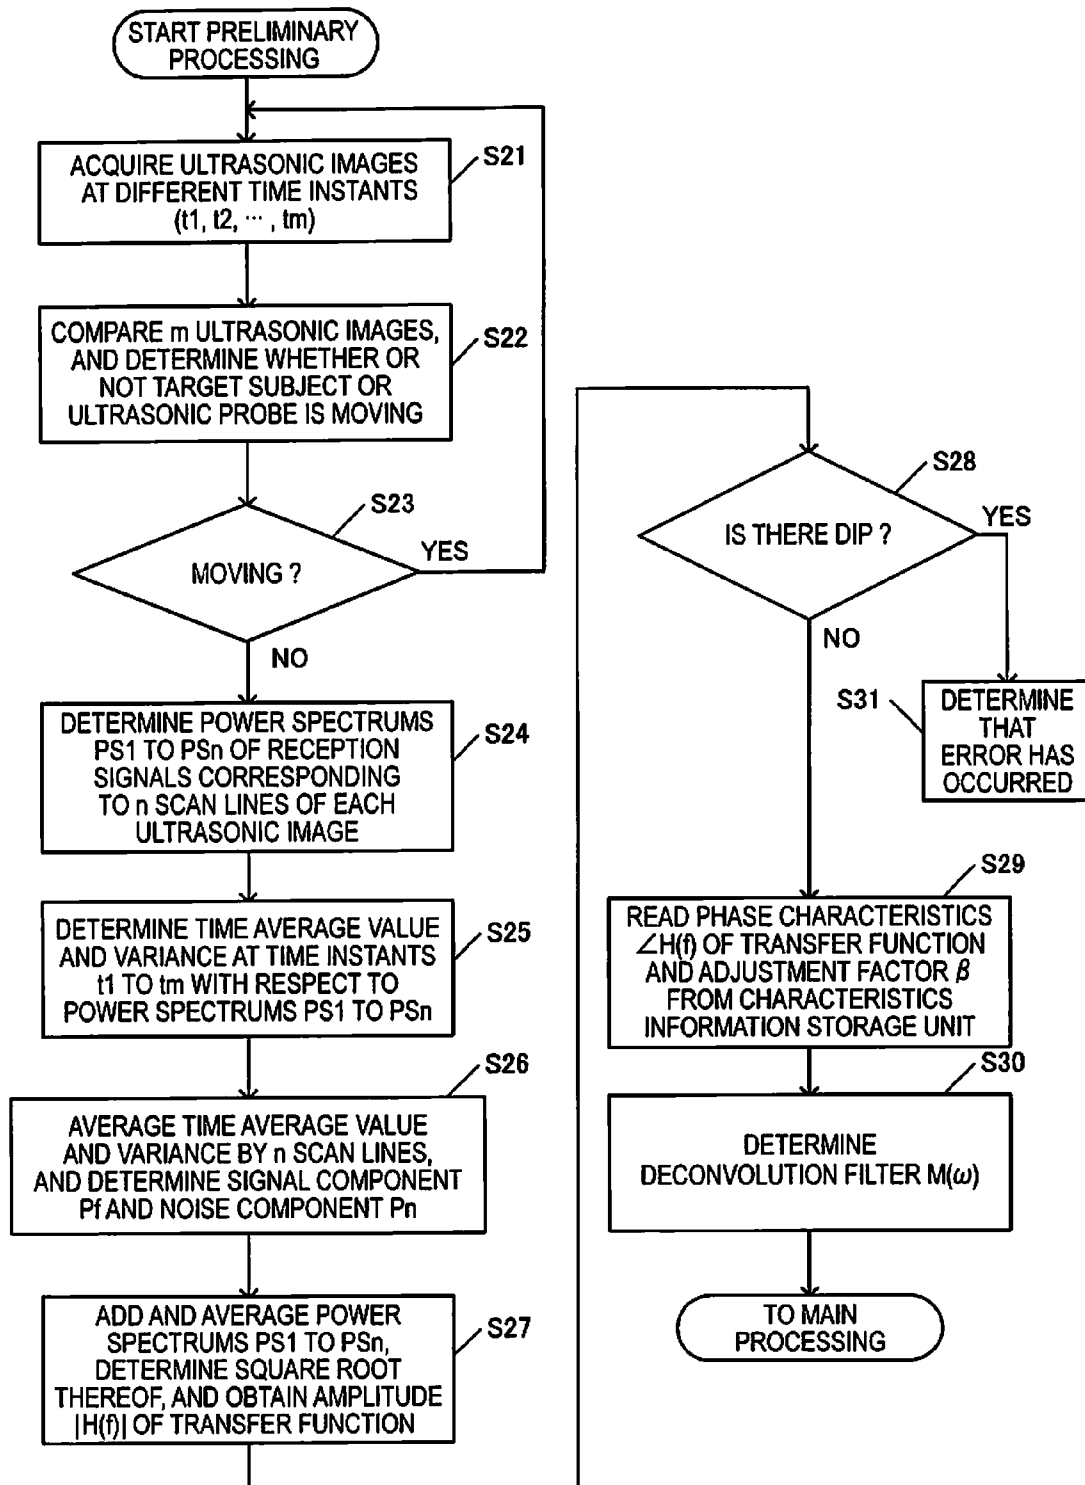 START PRELIMINARY
PROCESSING
ACQUIRE ULTRASONIC IMAGES
AT DIFFERENT TIME INSTANTS
(t1, t2, ··· , tm)
S21
COMPARE m ULTRASONIC IMAGES,
AND DETERMINE WHETHER OR
NOT TARGET SUBJECT OR
ULTRASONIC PROBE IS MOVING
S22
MOVING ?
S23
YES
NO
DETERMINE POWER SPECTRUMS
PS1 TO PSn OF RECEPTION
SIGNALS CORRESPONDING
TO n SCAN LINES OF EACH
ULTRASONIC IMAGE
S24
DETERMINE TIME AVERAGE VALUE
AND VARIANCE AT TIME INSTANTS
t1 TO tm WITH RESPECT TO
POWER SPECTRUMS PS1 TO PSn
S25
AVERAGE TIME AVERAGE VALUE
AND VARIANCE BY n SCAN LINES,
AND DETERMINE SIGNAL COMPONENT
Pf AND NOISE COMPONENT Pn
S26
ADD AND AVERAGE POWER
SPECTRUMS PS1 TO PSn,
DETERMINE SQUARE ROOT
THEREOF, AND OBTAIN AMPLITUDE
|H(f)| OF TRANSFER FUNCTION
S27
IS THERE DIP ?
S28
YES
NO
DETERMINE
THAT
ERROR HAS
OCCURRED
S31
READ PHASE CHARACTERISTICS
∠H(f) OF TRANSFER FUNCTION
AND ADJUSTMENT FACTOR β
FROM CHARACTERISTICS
INFORMATION STORAGE UNIT
S29
DETERMINE
DECONVOLUTION FILTER M(ω)
S30
TO MAIN
PROCESSING